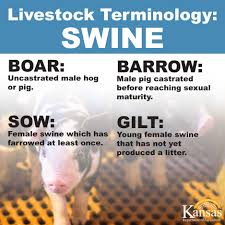 Livestock Terminology:
SWINE
BOAR:
Uncastrated male hog
or pig.
BARROW:
Male pig castrated
before reaching sexual
maturity.
SOW:
Female swine which has
farrowed at least once.
GILT:
Young female swine
that has not yet
produced a litter.
Kansas